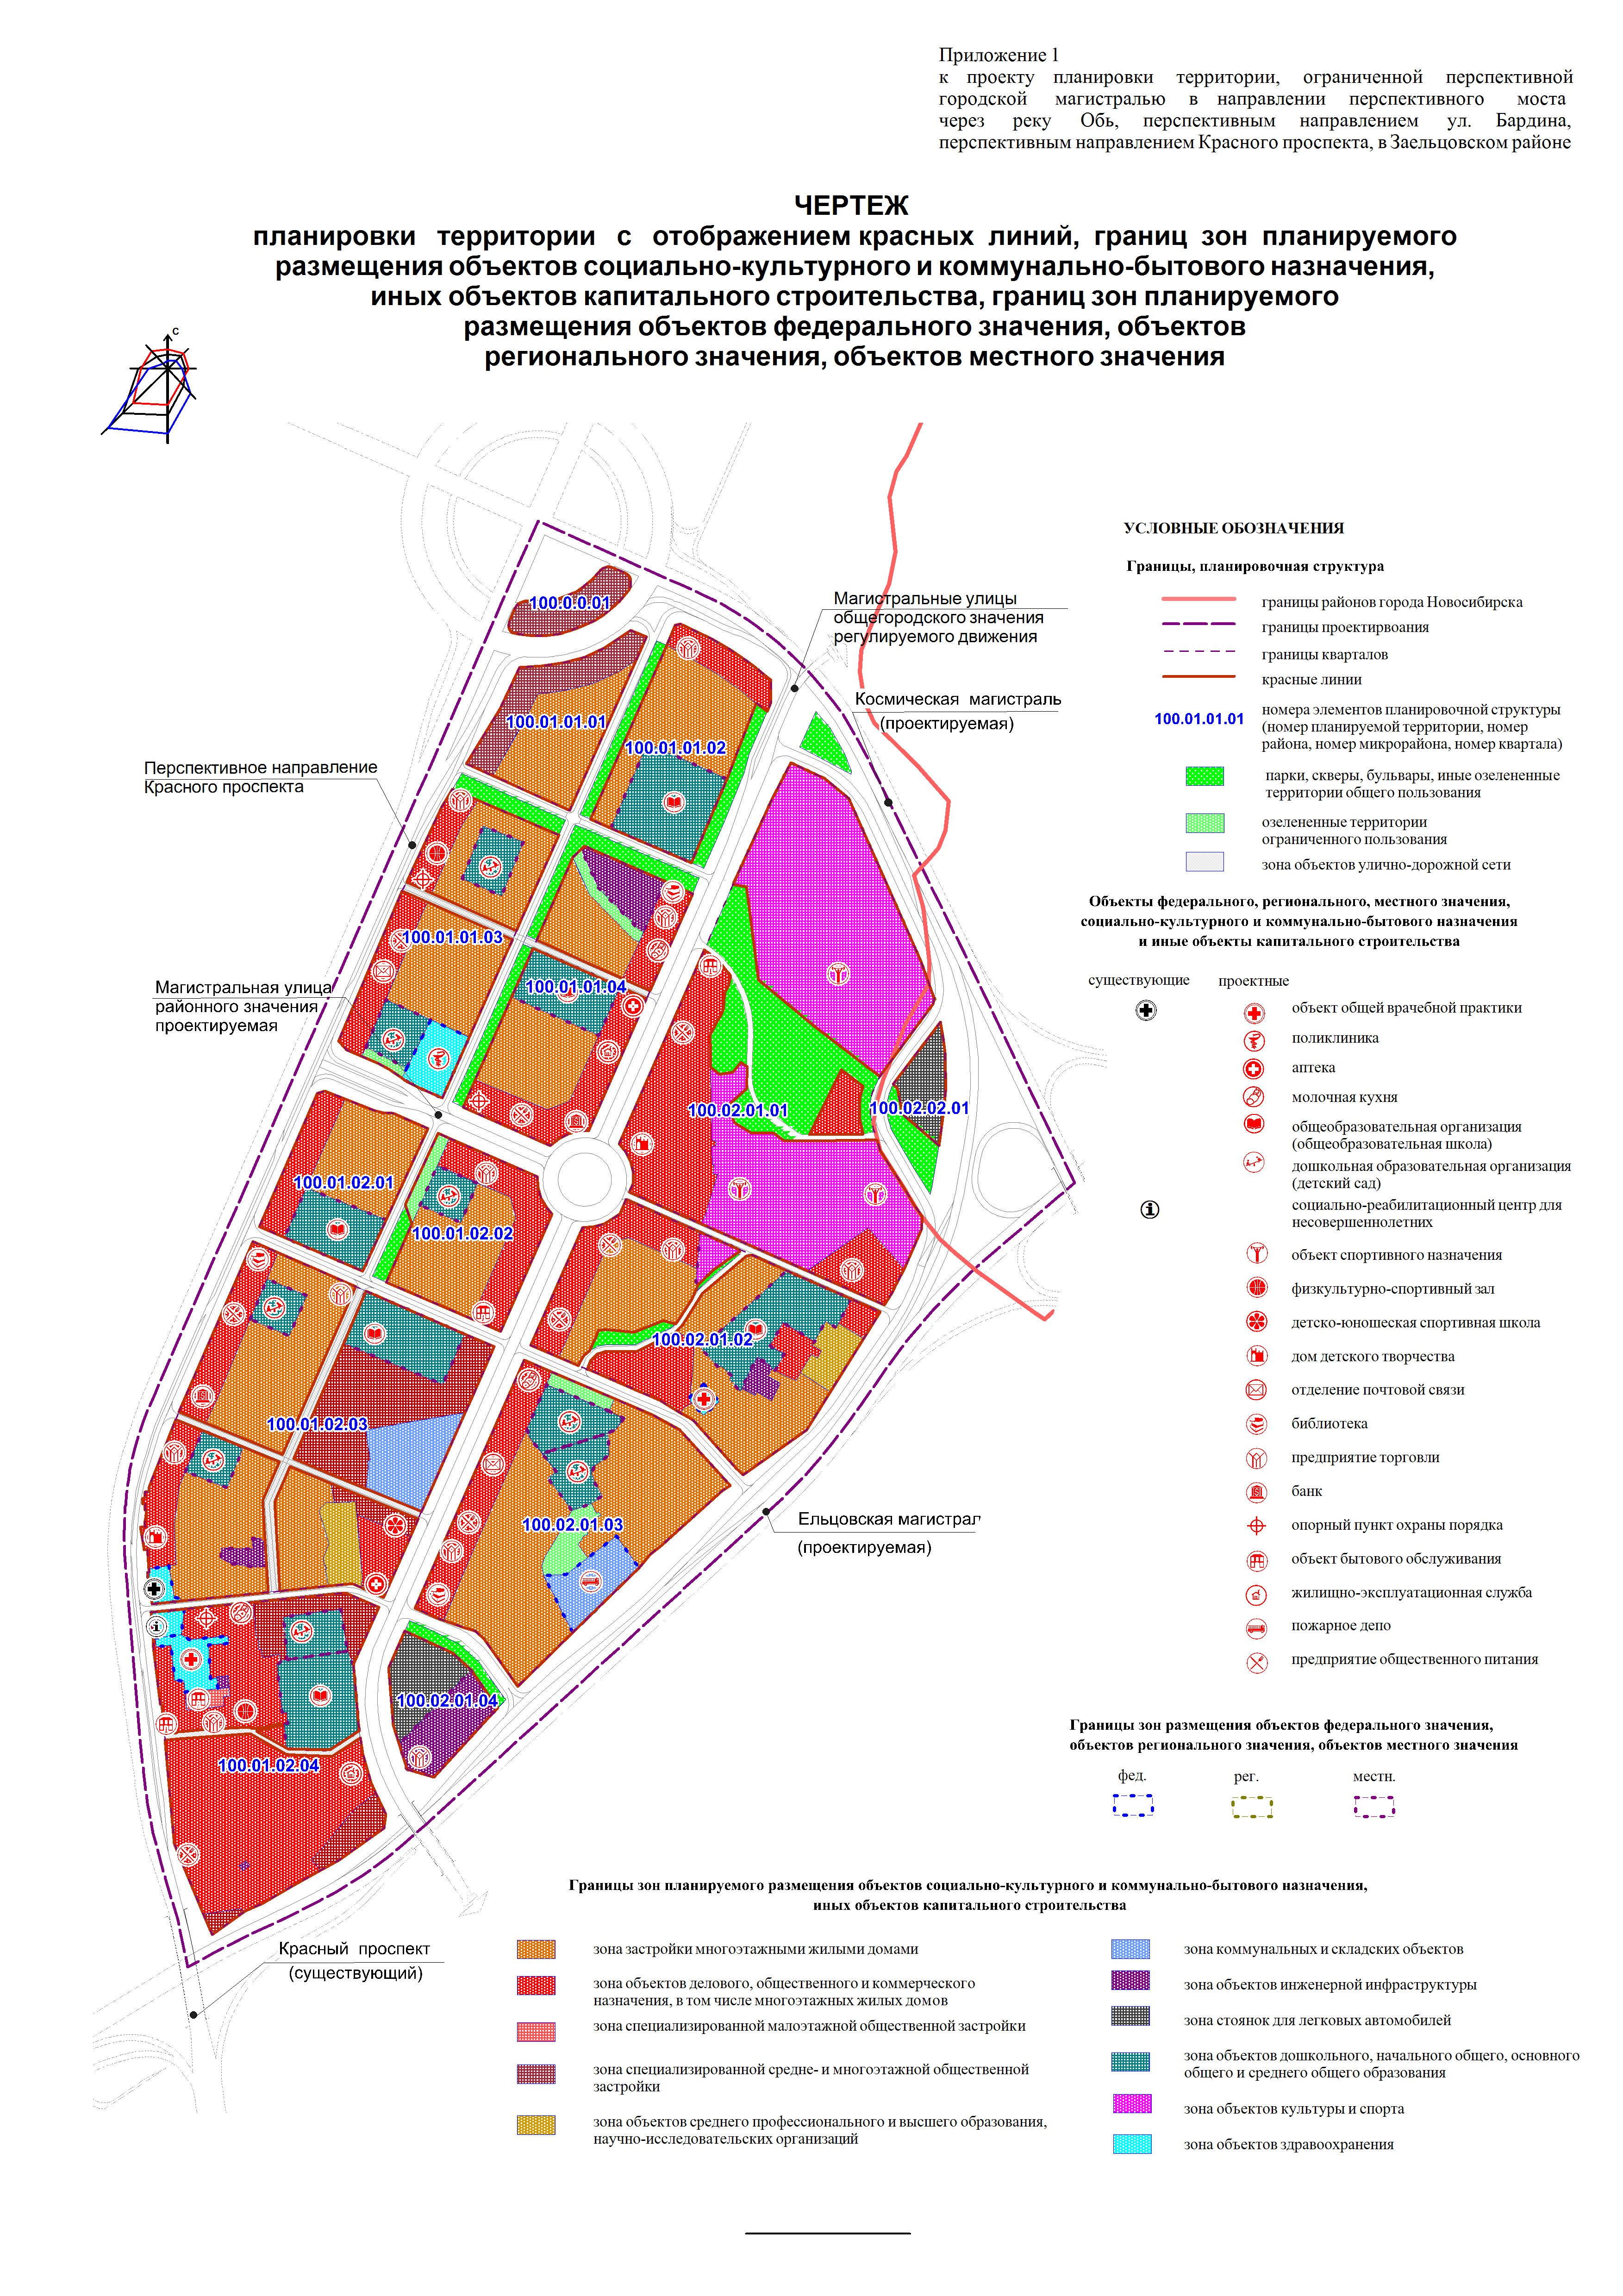 Приложение 1
к проекту планировки территории, ограниченной перспективной
городской магистралью в направлении перспективного моста
через реку Обь, перспективным направлением ул. Бардина,
перспективным направлением Красного проспекта, в Заельцовском районе
ЧЕРТЕЖ
планировки территории с отображением красных линий, границ зон планируемого
размещения объектов социально-культурного и коммунально-бытового назначения,
иных объектов капитального строительства, границ зон планируемого
размещения объектов федерального значения, объектов
регионального значения, объектов местного значения
С
100.0.0.01
Магистральные улицы
общегородского значения
регулируемого движения
Космическая магистраль
(проектируемая)
100.01.01.01
100.01.01.02
Перспективное направление
Красного проспекта
100.01.01.03
100.01.01.04
Магистральная улица
районного значения
проектируемая
100.02.01.01
100.02.02.01
100.01.02.01
100.01.02.02
100.02.01.02
100.01.02.03
100.02.01.03
Ельцовская магистрал
(проектируемая)
100.02.01.04
100.01.02.04
Красный проспект
(существующий)
УСЛОВНЫЕ ОБОЗНАЧЕНИЯ
Границы, планировочная структура
границы районов города Новосибирска
границы проектирвоания
границы кварталов
красные линии
100.01.01.01
номера элементов планировочной структуры
(номер планируемой территории, номер
района, номер микрорайона, номер квартала)
парки, скверы, бульвары, иные озелененные
территории общего пользования
озелененные территории
ограниченного пользования
зона объектов улично-дорожной сети
Объекты федерального, регионального, местного значения,
социально-культурного и коммунально-бытового назначения
и иные объекты капитального строительства
существующие проектные
объект общей врачебной практики
поликлиника
аптека
молочная кухня
общеобразовательная организация
(общеобразовательная школа)
дошкольная образовательная организация
(детский сад)
социально-реабилитационный центр для
несовершеннолетних
объект спортивного назначения
физкультурно-спортивный зал
детско-юношеская спортивная школа
дом детского творчества
отделение почтовой связи
библиотека
предприятие торговли
банк
опорный пункт охраны порядка
объект бытового обслуживания
жилищно-эксплуатационная служба
пожарное депо
предприятие общественного питания
Границы зон размещения объектов федерального значения,
объектов регионального значения, объектов местного значения
фед. рег. местн.
Границы зон планируемого размещения объектов социально-культурного и коммунально-бытового назначения,
иных объектов капитального строительства
зона застройки многоэтажными жилыми домами
зона объектов делового, общественного и коммерческого
назначения, в том числе многоэтажных жилых домов
зона специализированной малоэтажной общественной застройки
зона специализированной средне- и многоэтажной общественной
застройки
зона объектов среднего профессионального и высшего образования,
научно-исследовательских организаций
зона коммунальных и складских объектов
зона объектов инженерной инфраструктуры
зона стоянок для легковых автомобилей
зона объектов дошкольного, начального общего, основного
общего и среднего общего образования
зона объектов культуры и спорта
зона объектов здравоохранения